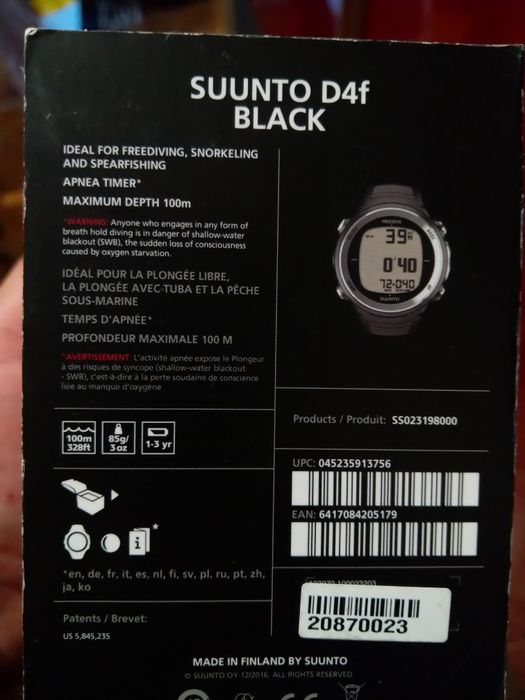 SUUNTO D4f
BLACK
IDEAL FOR FREEDIVING, SNORKELING
AND SPEARFISHING
APNEA TIMER*
MAXIMUM DEPTH 100m
*WARNING: Anyone who engages in any form of
breath hold diving is in danger of shallow-water
blackout (SWB), the sudden loss of consciousness
caused by oxygen starvation.
IDÉAL POUR LA PLONGÉE LIBRE,
LA PLONGÉE AVEC-TUBA ET LA PÊCHE
SOUS-MARINE
TEMPS D'APNÉE*
PROFONDEUR MAXIMALE 100 M
*AVERTISSEMENT: L'activité apnée expose le Plongeur
à des risques de syncope (shallow-water blackout
- SWB), c'est-à-dire à la perte soudaine de conscience
liée au manque d'oxygène
100m
328ft
85g/
3 oz
1-3 yr
i
*
*en, de, fr, it, es, nl, fi, sv, pl, ru, pt, zh,
ja, ko
Patents / Brevet:
US 5,845,235
FREEDIVE
39
0'40
72-040
SUUNTO
Products / Produit: SS023198000
UPC: 045235913756
EAN: 6417084205179
20870023
MADE IN FINLAND BY SUUNTO
© SUUNTO OY 12/2016. ALL RIGHTS RESERVED.